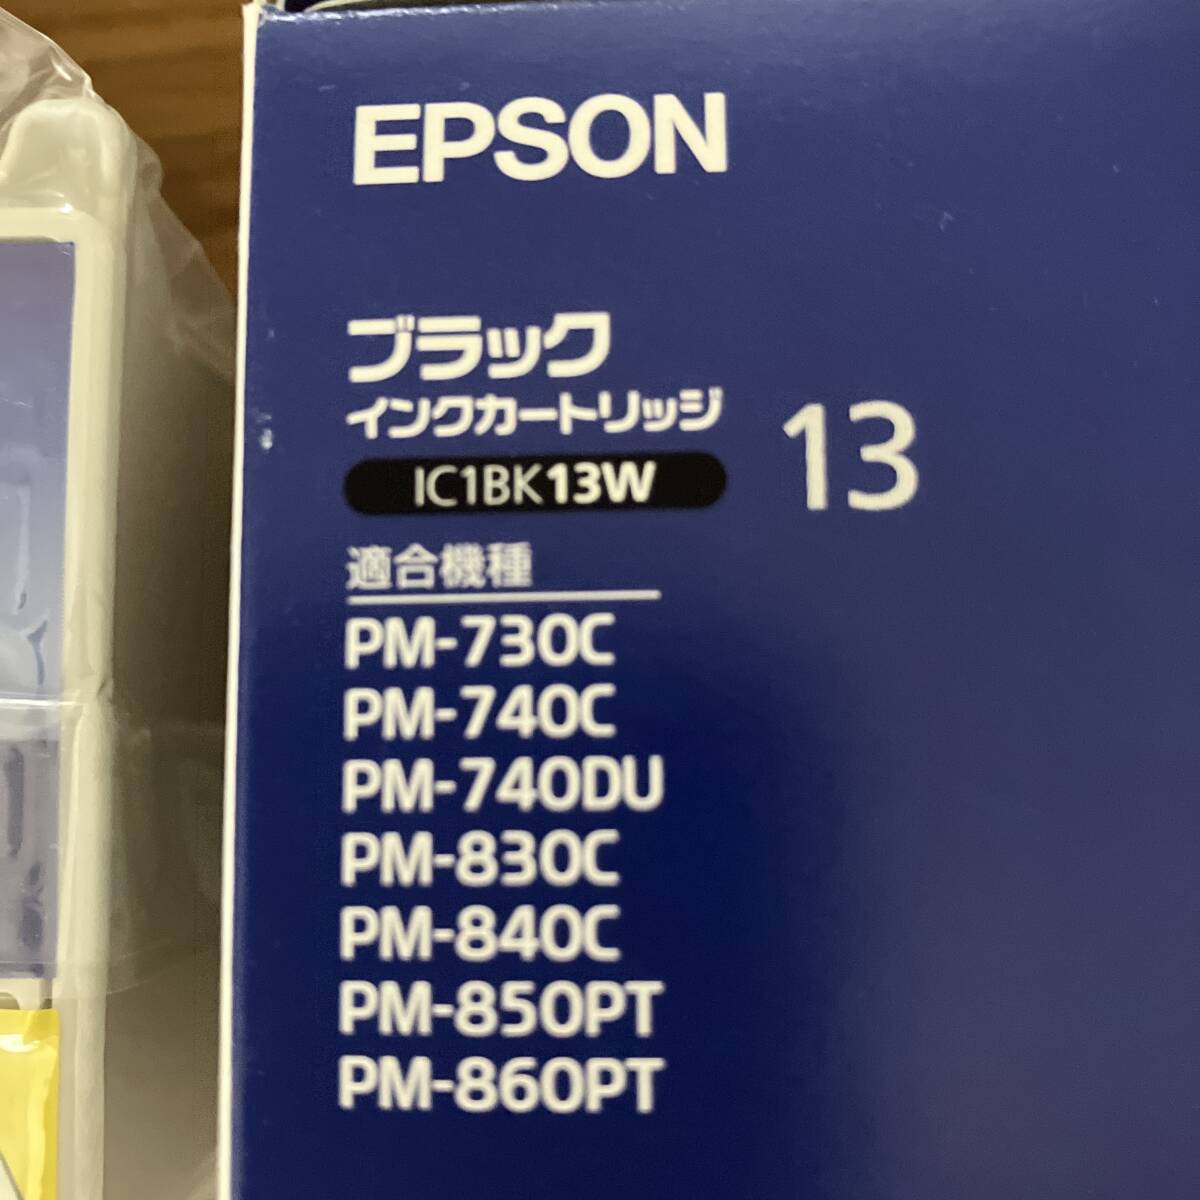 EPSON
ブラック
インクカートリッジ 13
IC1BK13W
適合機種
PM-730C
PM-740C
PM-740DU
PM-830C
PM-840C
PM-850PT
PM-860PT